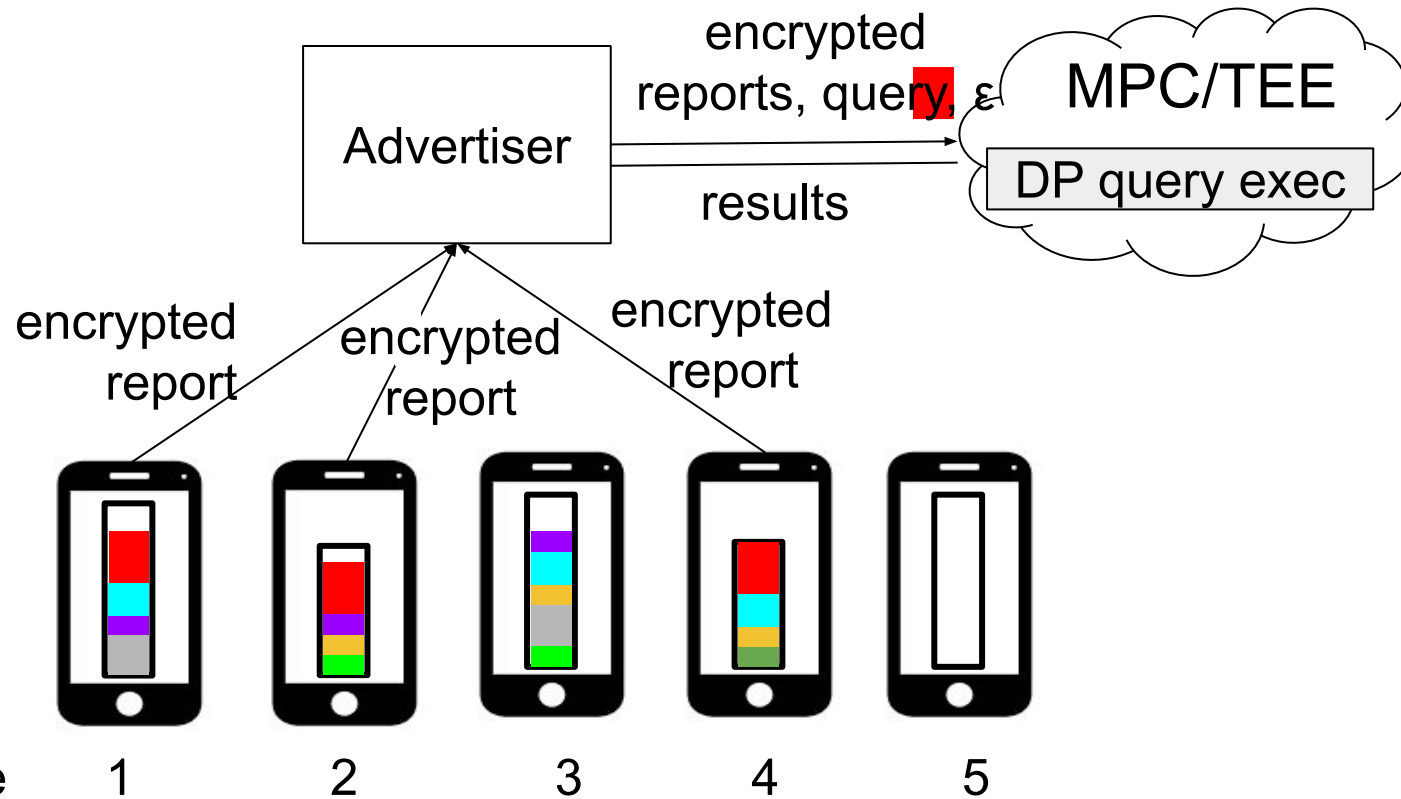 encrypted
reports, query, ε
MPC/TEE
Advertiser
DP query exec
results
encrypted
report
encrypted
report
encrypted
report
e 1 2 3 4 5